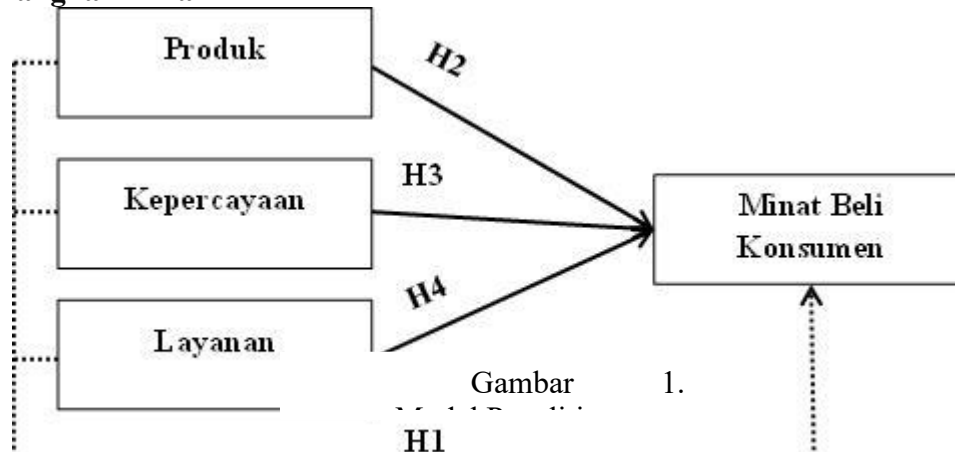 Produk
H2
H3
Kepercayaan
Minat Beli
Konsumen
H4
Layanan
Gambar 1.
H1